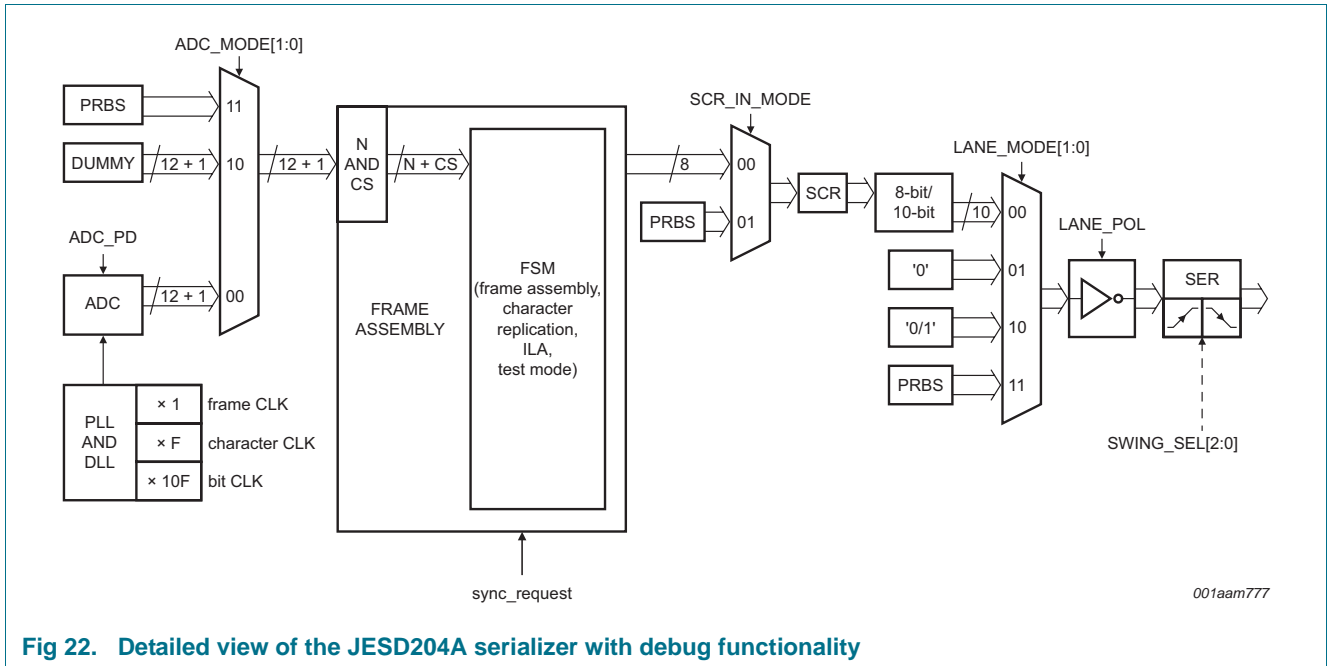 ADC_MODE[1:0]
PRBS
11
DUMMY
12 + 1
10
12 + 1
ADC_PD
ADC
12 + 1
00
PLL
AND
DLL
× 1
frame CLK
× F
character CLK
× 10F
bit CLK
N
AND
CS
N + CS
FRAME
ASSEMBLY
FSM
(frame assembly,
character
replication,
ILA,
test mode)
sync_request
SCR_IN_MODE
8
00
PRBS
01
SCR
8-bit/
10-bit
10
LANE_MODE[1:0]
00
'0'
01
'0/1'
10
PRBS
11
LANE_POL
SER
SWING_SEL[2:0]
001aam777
Fig 22. Detailed view of the JESD204A serializer with debug functionality